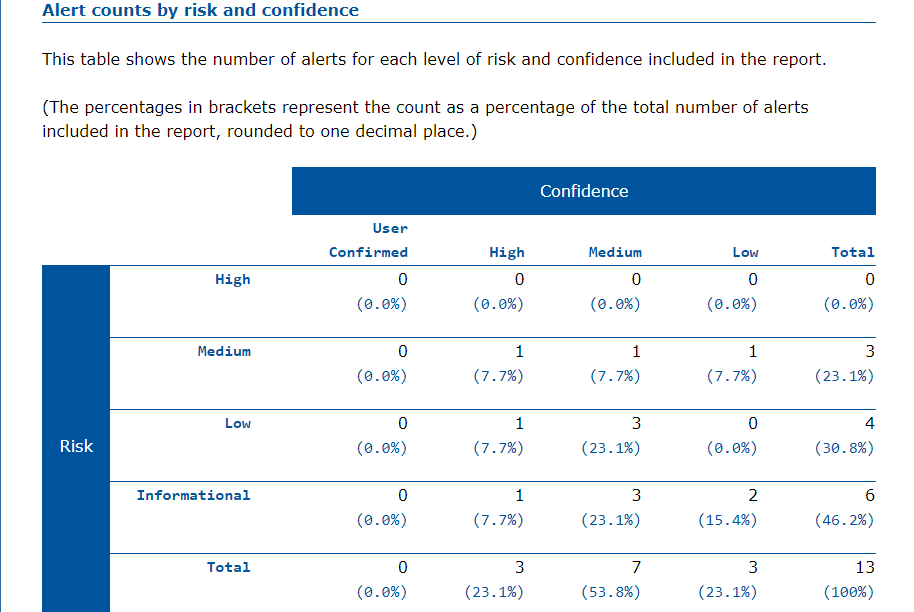 Alert counts by risk and confidence
This table shows the number of alerts for each level of risk and confidence included in the report.
(The percentages in brackets represent the count as a percentage of the total number of alerts
included in the report, rounded to one decimal place.)
Confidence
User
Confirmed High Medium Low Total
High 0 0 0 0 0
(0.0%) (0.0%) (0.0%) (0.0%) (0.0%)
Medium 0 1 1 1 3
(0.0%) (7.7%) (7.7%) (7.7%) (23.1%)
Low 0 1 3 0 4
Risk (0.0%) (7.7%) (23.1%) (0.0%) (30.8%)
Informational 0 1 3 2 6
(0.0%) (7.7%) (23.1%) (15.4%) (46.2%)
Total 0 3 7 3 13
(0.0%) (23.1%) (53.8%) (23.1%) (100%)